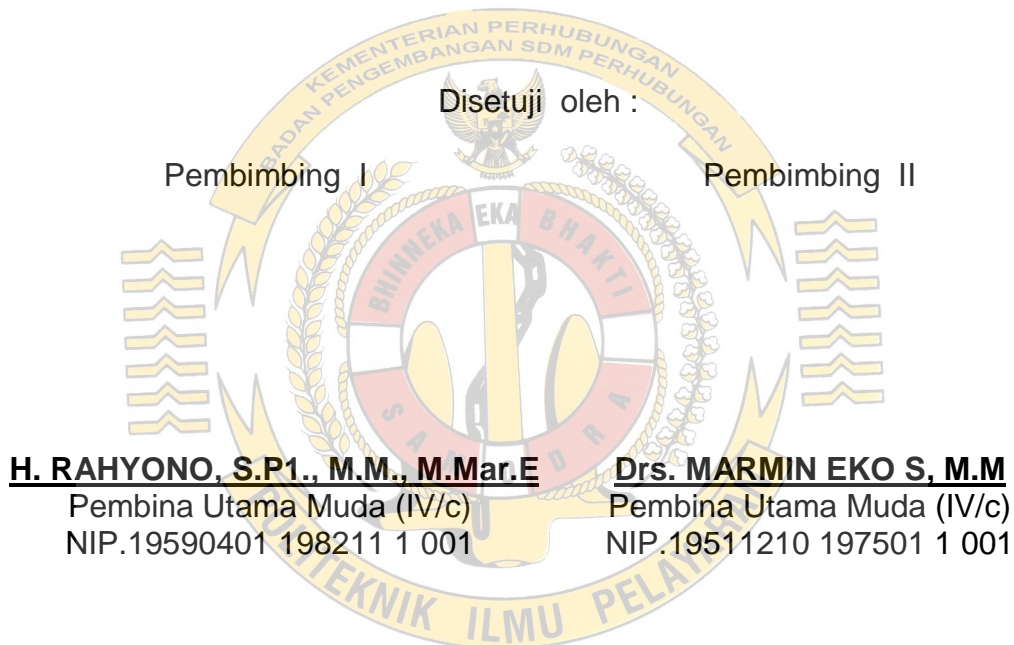 KEMENTERIAN PERHUBUNGAN
BADAN PENGEMBANGAN SDM PERHUBUNGAN
Disetuji oleh :
Pembimbing I Pembimbing II
BHINNEKA EKA BHAKTI
SAMUDRA
H. RAHYONO, S.P1., M.M., M.Mar.E Drs. MARMIN EKO S, M.M
Pembina Utama Muda (IV/c) Pembina Utama Muda (IV/c)
NIP.19590401 198211 1 001 NIP.19511210 197501 1 001
POLITEKNIK ILMU PELAYARAN